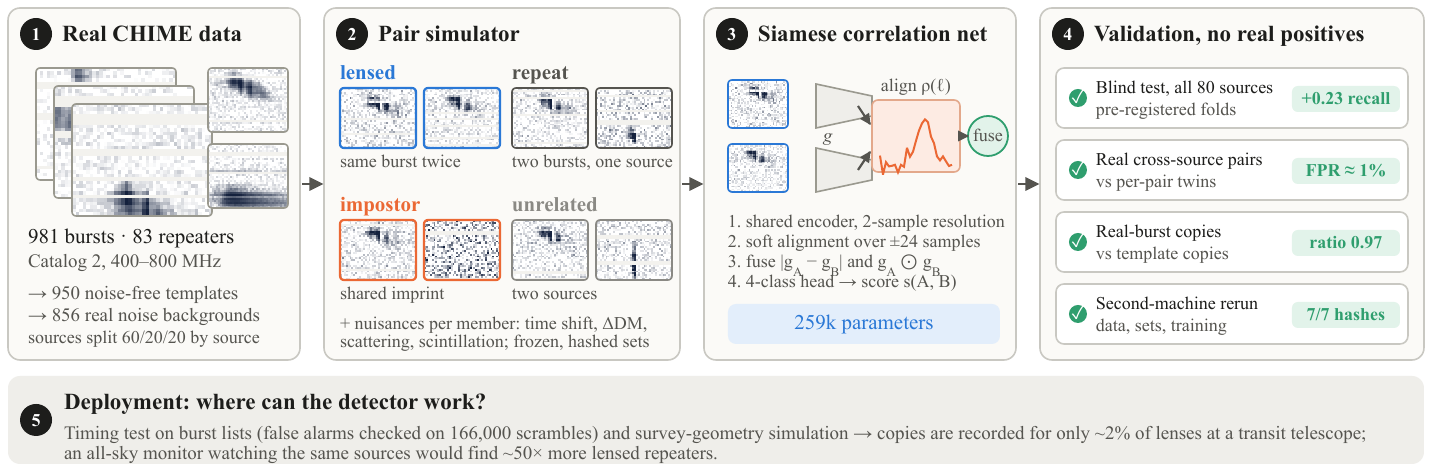 1 Real CHIME data
981 bursts · 83 repeaters
Catalog 2, 400–800 MHz
→ 950 noise-free templates
→ 856 real noise backgrounds
sources split 60/20/20 by source
2 Pair simulator
lensed
same burst twice
repeat
two bursts, one source
impostor
shared imprint
unrelated
two sources
+ nuisances per member: time shift, ΔDM,
scattering, scintillation; frozen, hashed sets
3 Siamese correlation net
align ρ(ℓ)
g
fuse
1. shared encoder, 2-sample resolution
2. soft alignment over ±24 samples
3. fuse |g_A − g_B| and g_A ⊙ g_B
4. 4-class head → score s(A, B)
259k parameters
4 Validation, no real positives
Blind test, all 80 sources
pre-registered folds
+0.23 recall
Real cross-source pairs
vs per-pair twins
FPR ≈ 1%
Real-burst copies
vs template copies
ratio 0.97
Second-machine rerun
data, sets, training
7/7 hashes
5 Deployment: where can the detector work?
Timing test on burst lists (false alarms checked on 166,000 scrambles) and survey-geometry simulation → copies are recorded for only ~2% of lenses at a transit telescope;
an all-sky monitor watching the same sources would find ~50× more lensed repeaters.